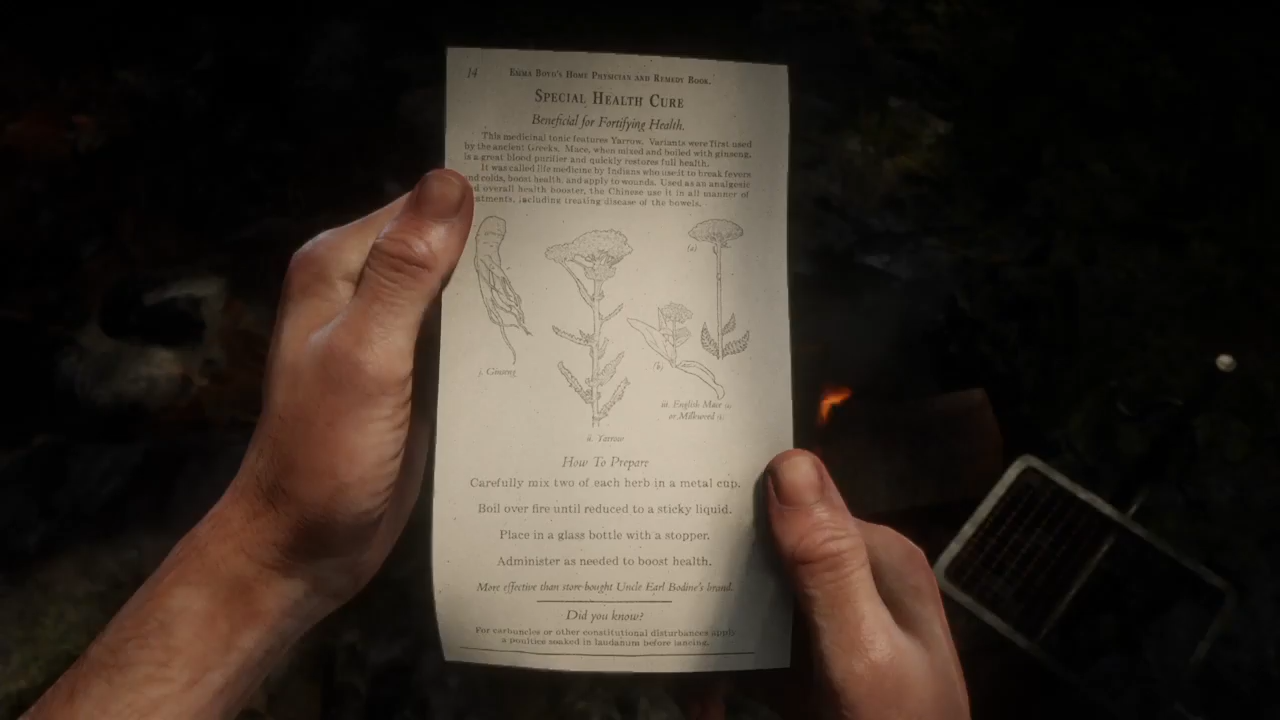 14 Emma Boyd's Home Physician and Remedy Book.
Special Health Cure
Beneficial for Fortifying Health.
This medicinal tonic features Yarrow. Variants were first used
by the ancient Greeks. Mace, when mixed and boiled with ginseng,
is a great blood purifier and quickly restores full health.
It was called life medicine by Indians who use it to break fevers
and colds, boost health, and apply to wounds. Used as an analgesic
overall health booster, the Chinese use it in all manner of
including treating disease of the bowels.
(a)
(b)
i. Ginseng
iii. English Mace (a)
or Milkweed
ii. Yarrow
How To Prepare
Carefully mix two of each herb in a metal cup.
Boil over fire until reduced to a sticky liquid.
Place in a glass bottle with a stopper.
Administer as needed to boost health.
More effective than store-bought Uncle Earl Bodine's brand.
Did you know?
For carbuncles or other constitutional disturbances apply
a poultice soaked in laudanum before lancing.